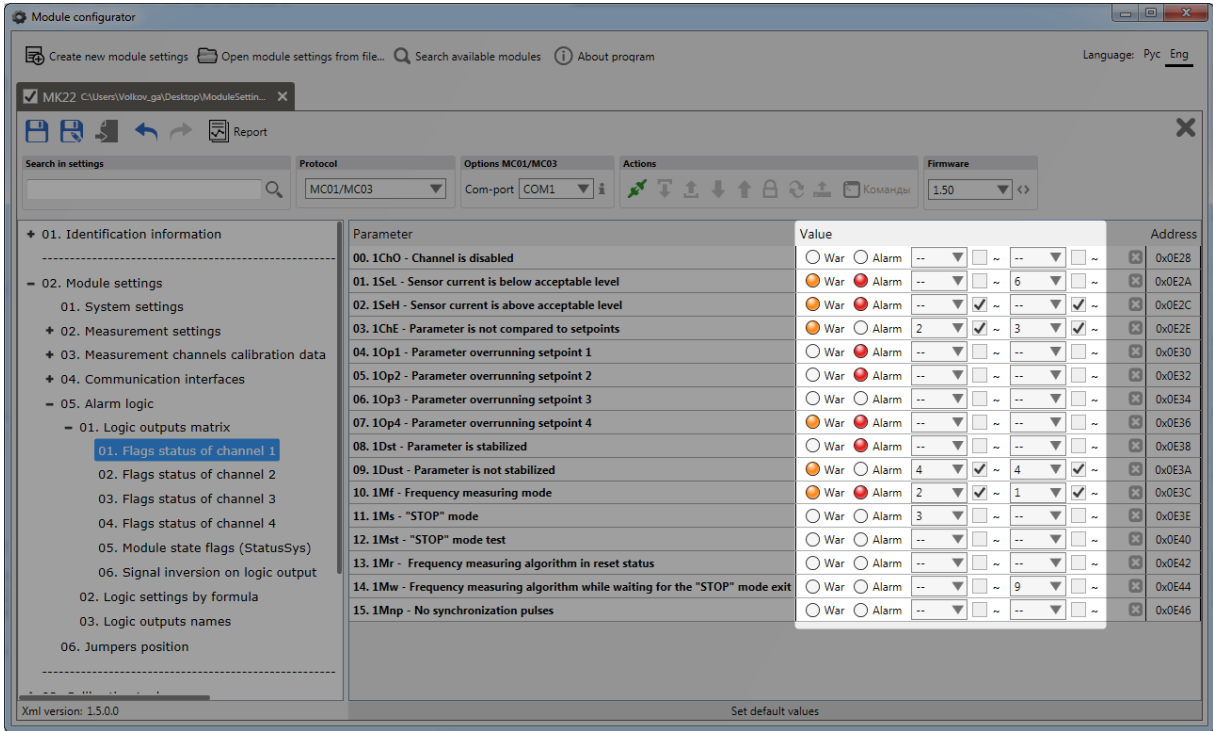 Module configurator
Create new module settings Open module settings from file... Search available modules About program Language: Рус Eng
MK22 C:\Users\Volkov_ga\Desktop\ModuleSettin...
Report
Search in settings Protocol Options MC01/MC03 Actions Firmware
MC01/MC03 Com-port COM1 Команды 1.50
+ 01. Identification information
- 02. Module settings
01. System settings
+ 02. Measurement settings
+ 03. Measurement channels calibration data
+ 04. Communication interfaces
- 05. Alarm logic
- 01. Logic outputs matrix
01. Flags status of channel 1
02. Flags status of channel 2
03. Flags status of channel 3
04. Flags status of channel 4
05. Module state flags (StatusSys)
06. Signal inversion on logic output
02. Logic settings by formula
03. Logic outputs names
06. Jumpers position
Parameter Value Address
00. 1ChO - Channel is disabled War Alarm -- ~ -- ~ 0x0E28
01. 1SeL - Sensor current is below acceptable level War Alarm -- ~ 6 ~ 0x0E2A
02. 1SeH - Sensor current is above acceptable level War Alarm -- ~ -- ~ 0x0E2C
03. 1ChE - Parameter is not compared to setpoints War Alarm 2 ~ 3 ~ 0x0E2E
04. 1Op1 - Parameter overrunning setpoint 1 War Alarm -- ~ -- ~ 0x0E30
05. 1Op2 - Parameter overrunning setpoint 2 War Alarm -- ~ -- ~ 0x0E32
06. 1Op3 - Parameter overrunning setpoint 3 War Alarm -- ~ -- ~ 0x0E34
07. 1Op4 - Parameter overrunning setpoint 4 War Alarm -- ~ -- ~ 0x0E36
08. 1Dst - Parameter is stabilized War Alarm -- ~ -- ~ 0x0E38
09. 1Dust - Parameter is not stabilized War Alarm 4 ~ 4 ~ 0x0E3A
10. 1Mf - Frequency measuring mode War Alarm 2 ~ 1 ~ 0x0E3C
11. 1Ms - "STOP" mode War Alarm 3 ~ -- ~ 0x0E3E
12. 1Mst - "STOP" mode test War Alarm -- ~ -- ~ 0x0E40
13. 1Mr - Frequency measuring algorithm in reset status War Alarm -- ~ -- ~ 0x0E42
14. 1Mw - Frequency measuring algorithm while waiting for the "STOP" mode exit War Alarm -- ~ 9 ~ 0x0E44
15. 1Mnp - No synchronization pulses War Alarm -- ~ -- ~ 0x0E46
Xml version: 1.5.0.0 Set default values